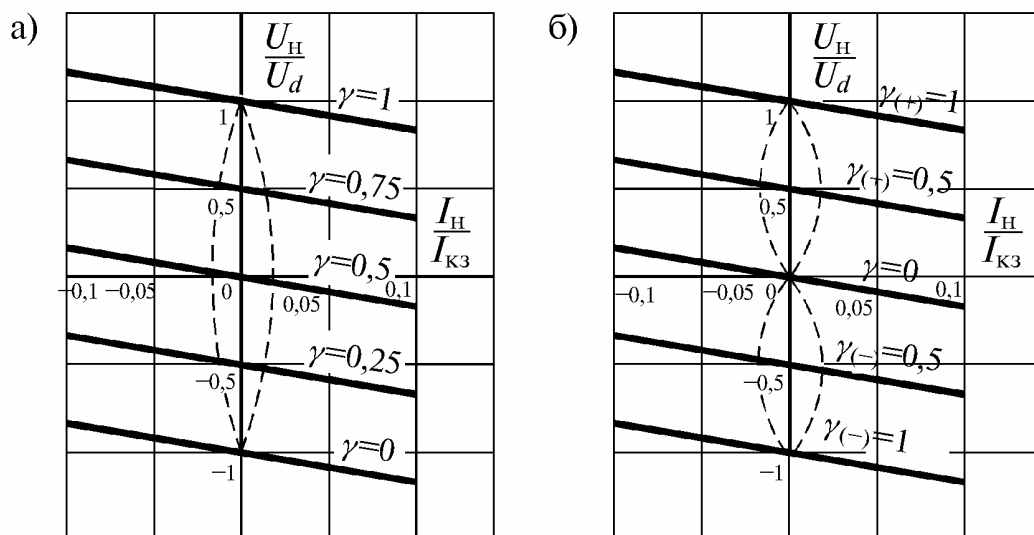 а)
U_н
U_d
γ=1
1
γ=0,75
0,5
I_н
I_кз
γ=0,5
−0,1
−0,05
0
0,05
0,1
γ=0,25
−0,5
γ=0
−1
б)
U_н
U_d
γ(+)=1
1
γ(+)=0,5
0,5
I_н
I_кз
γ=0
−0,1
−0,05
0
0,05
0,1
γ(−)=0,5
−0,5
γ(−)=1
−1